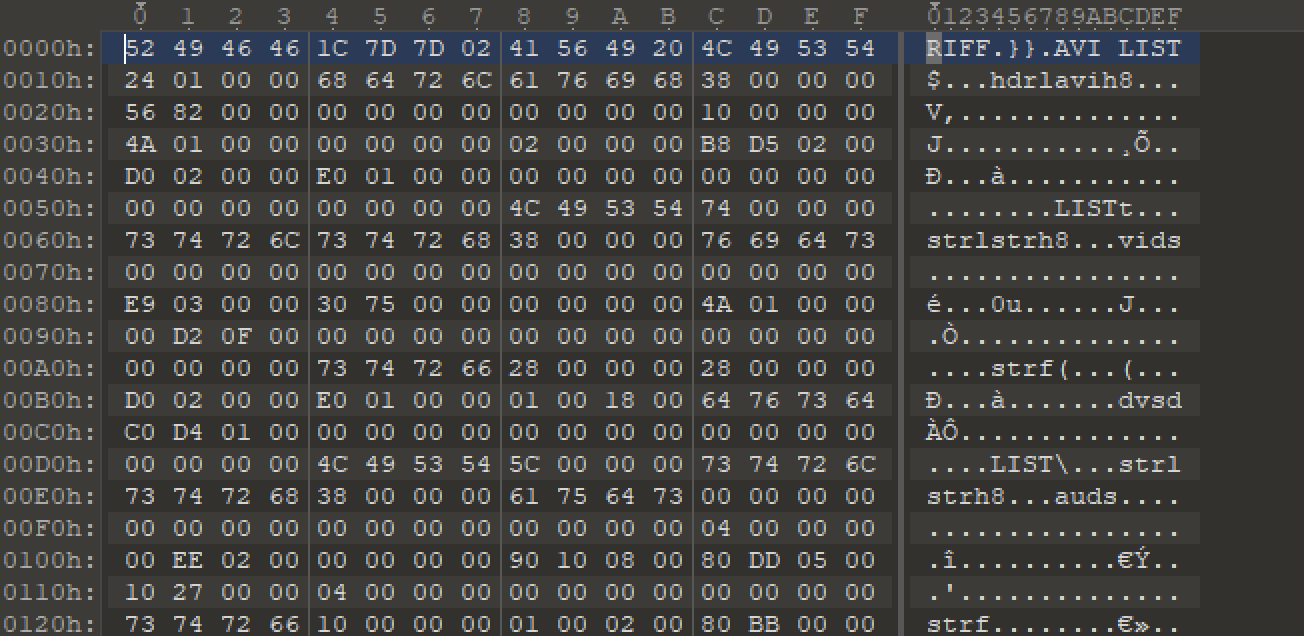 0 1 2 3 4 5 6 7 8 9 A B C D E F 0123456789ABCDEF
0000h: 52 49 46 46 1C 7D 7D 02 41 56 49 20 4C 49 53 54 RIFF.}}.AVI LIST
0010h: 24 01 00 00 68 64 72 6C 61 76 69 68 38 00 00 00 $...hdrlavih8...
0020h: 56 82 00 00 00 00 00 00 00 00 00 00 10 00 00 00 V‚..............
0030h: 4A 01 00 00 00 00 00 00 02 00 00 00 B8 D5 02 00 J...........¸Õ..
0040h: D0 02 00 00 E0 01 00 00 00 00 00 00 00 00 00 00 Ð...à...........
0050h: 00 00 00 00 00 00 00 00 4C 49 53 54 74 00 00 00 ........LISTt...
0060h: 73 74 72 6C 73 74 72 68 38 00 00 00 76 69 64 73 strlstrh8...vids
0070h: 00 00 00 00 00 00 00 00 00 00 00 00 00 00 00 00 ................
0080h: E9 03 00 00 30 75 00 00 00 00 00 00 4A 01 00 00 é...0u......J...
0090h: 00 D2 0F 00 00 00 00 00 00 00 00 00 00 00 00 00 .Ò..............
00A0h: 00 00 00 00 73 74 72 66 28 00 00 00 28 00 00 00 ....strf(...(...
00B0h: D0 02 00 00 E0 01 00 00 01 00 18 00 64 76 73 64 Ð...à.......dvsd
00C0h: C0 D4 01 00 00 00 00 00 00 00 00 00 00 00 00 00 ÀÔ..............
00D0h: 00 00 00 00 4C 49 53 54 5C 00 00 00 73 74 72 6C ....LIST\...strl
00E0h: 73 74 72 68 38 00 00 00 61 75 64 73 00 00 00 00 strh8...auds....
00F0h: 00 00 00 00 00 00 00 00 00 00 00 00 04 00 00 00 ................
0100h: 00 EE 02 00 00 00 00 00 90 10 08 00 80 DD 05 00 .î..........€Ý..
0110h: 10 27 00 00 04 00 00 00 00 00 00 00 00 00 00 00 .'..............
0120h: 73 74 72 66 10 00 00 00 01 00 02 00 80 BB 00 00 strf........€»..